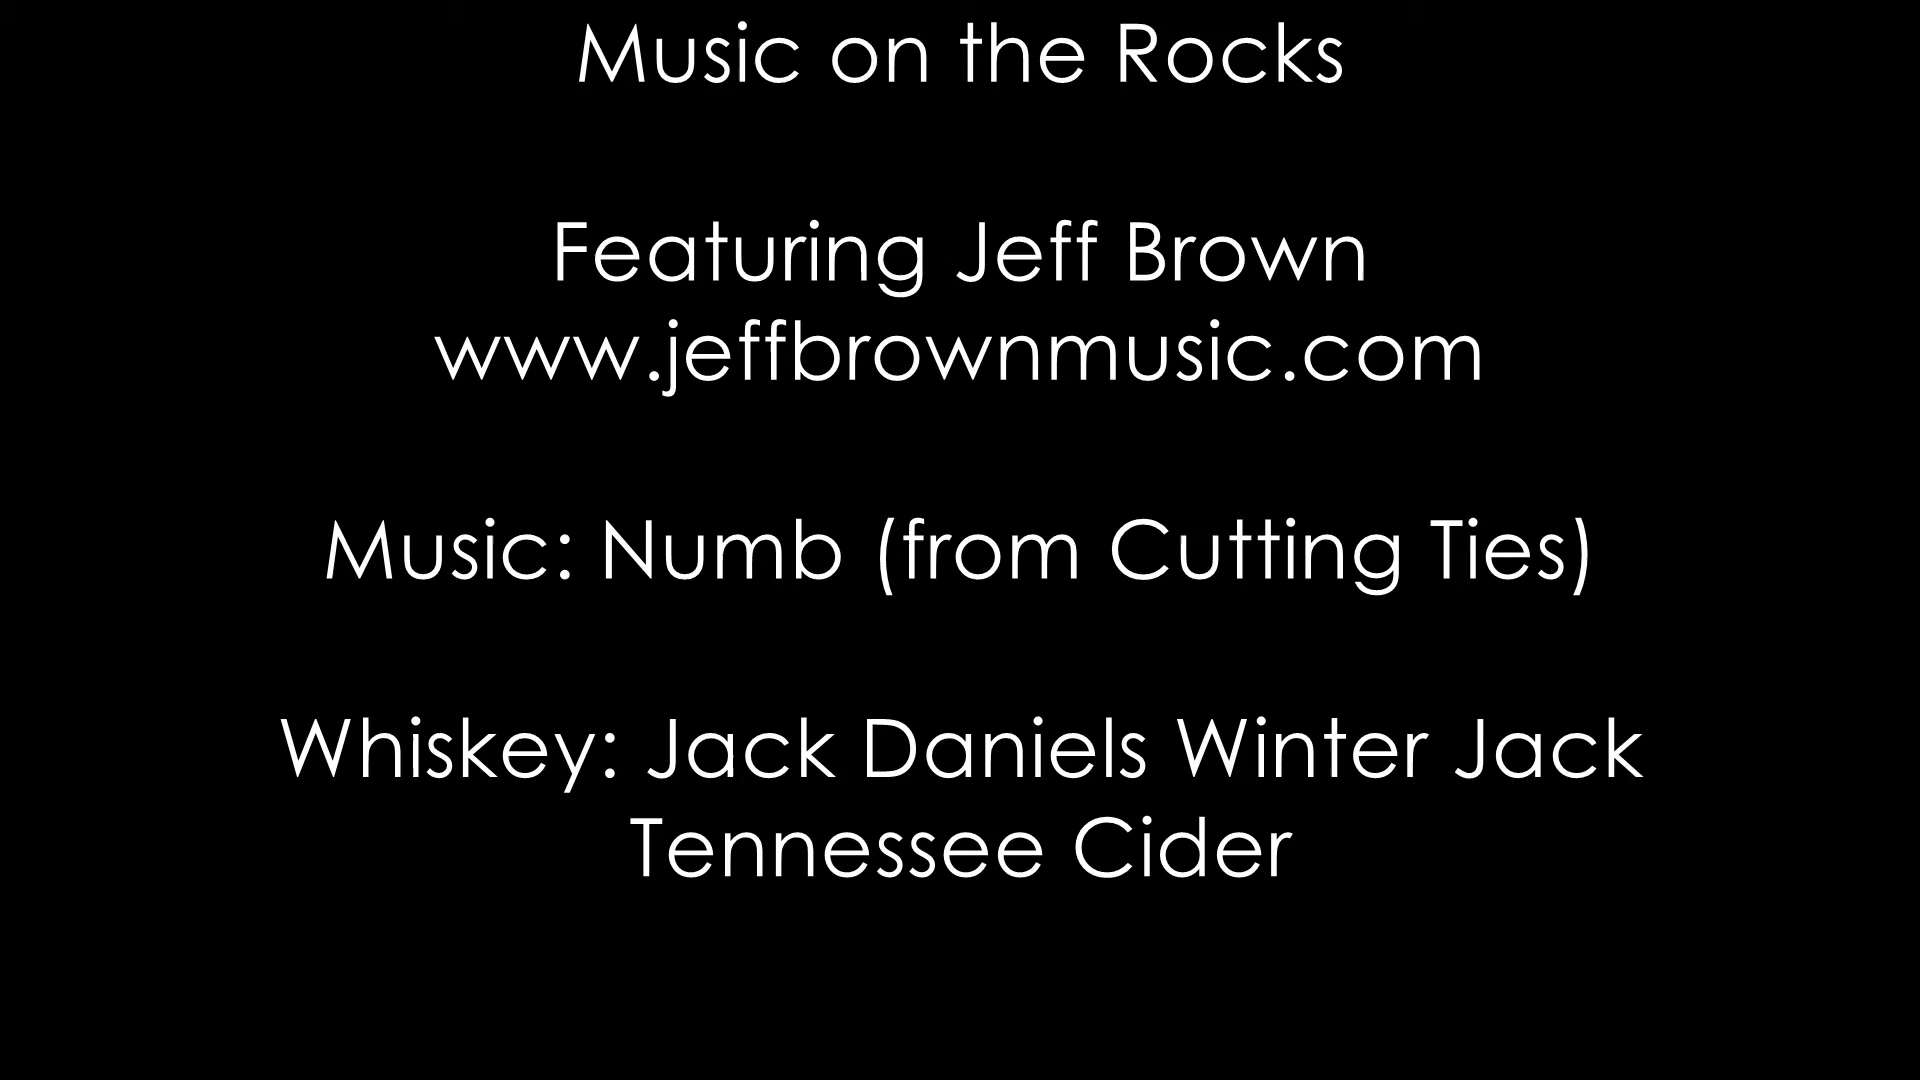 Music on the Rocks
Featuring Jeff Brown
www.jeffbrownmusic.com
Music: Numb (from Cutting Ties)
Whiskey: Jack Daniels Winter Jack
Tennessee Cider